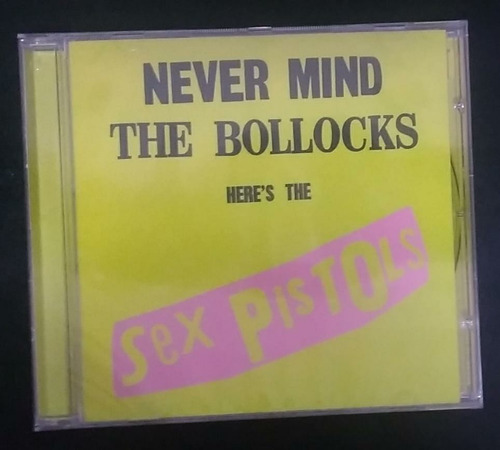 NEVER MIND
THE BOLLOCKS
HERE'S THE
Sex PisTOLs